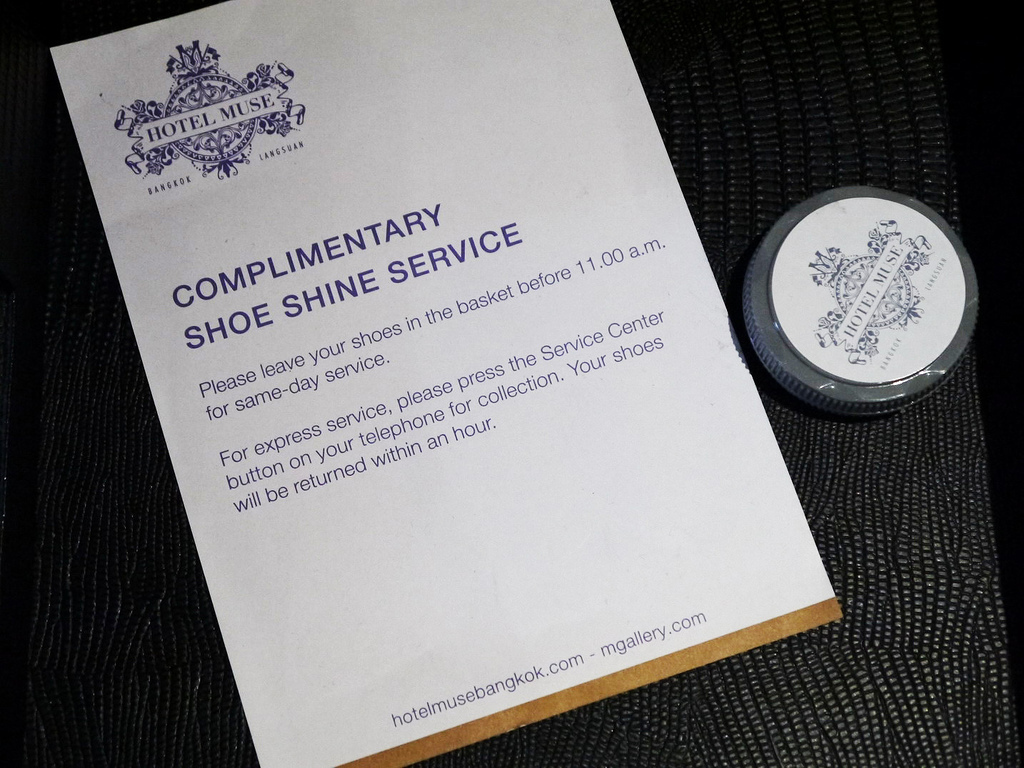 HOTEL MUSE
BANGKOK LANGSUAN
COMPLIMENTARY
SHOE SHINE SERVICE
Please leave your shoes in the basket before 11.00 a.m.
for same-day service.
For express service, please press the Service Center
button on your telephone for collection. Your shoes
will be returned within an hour.
hotelmusebangkok.com - mgallery.com
HOTEL MUSE
BANGKOK LANGSUAN